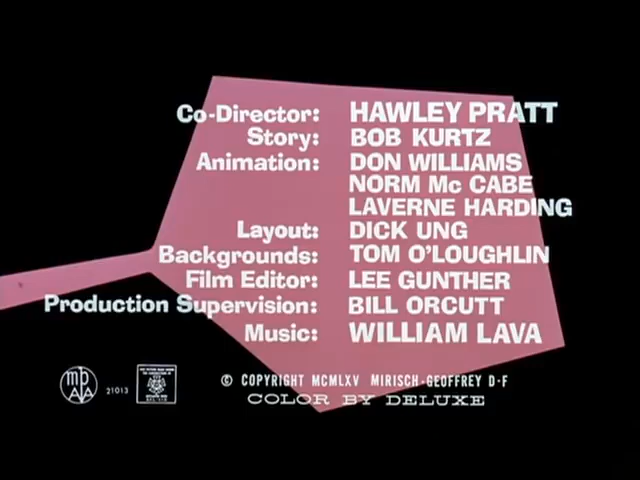 Co-Director: HAWLEY PRATT
Story: BOB KURTZ
Animation: DON WILLIAMS
NORM Mc CABE
LAVERNE HARDING
Layout: DICK UNG
Backgrounds: TOM O'LOUGHLIN
Film Editor: LEE GUNTHER
Production Supervision: BILL ORCUTT
Music: WILLIAM LAVA
mpAA 21013
© COPYRIGHT MCMLXV MIRISCH-GEOFFREY D-F
COLOR BY DELUXE